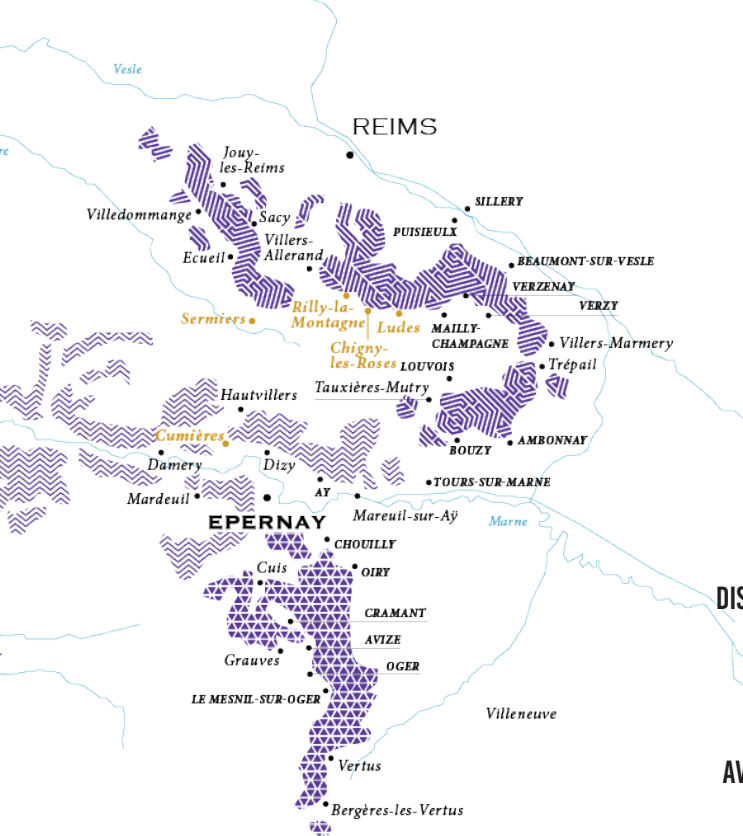 Vesle
REIMS
re
Jouy-
les-Reims
SILLERY
Villedommange
Sacy
PUISIEULX
Villers-
Allerand
Ecueil
BEAUMONT-SUR-VESLE
VERZENAY
Rilly-la-
Montagne
VERZY
Sermiers
Ludes
MAILLY-
CHAMPAGNE
Chigny-
les-Roses
Villers-Marmery
LOUVOIS
Trépail
Tauxières-Mutry
Hautvillers
Cumières
AMBONNAY
BOUZY
Damery
Dizy
TOURS-SUR-MARNE
AY
Mardeuil
Mareuil-sur-Aÿ
Marne
EPERNAY
CHOUILLY
Cuis
OIRY
DIS
CRAMANT
AVIZE
Grauves
OGER
LE MESNIL-SUR-OGER
Villeneuve
Vertus
AV
Bergères-les-Vertus